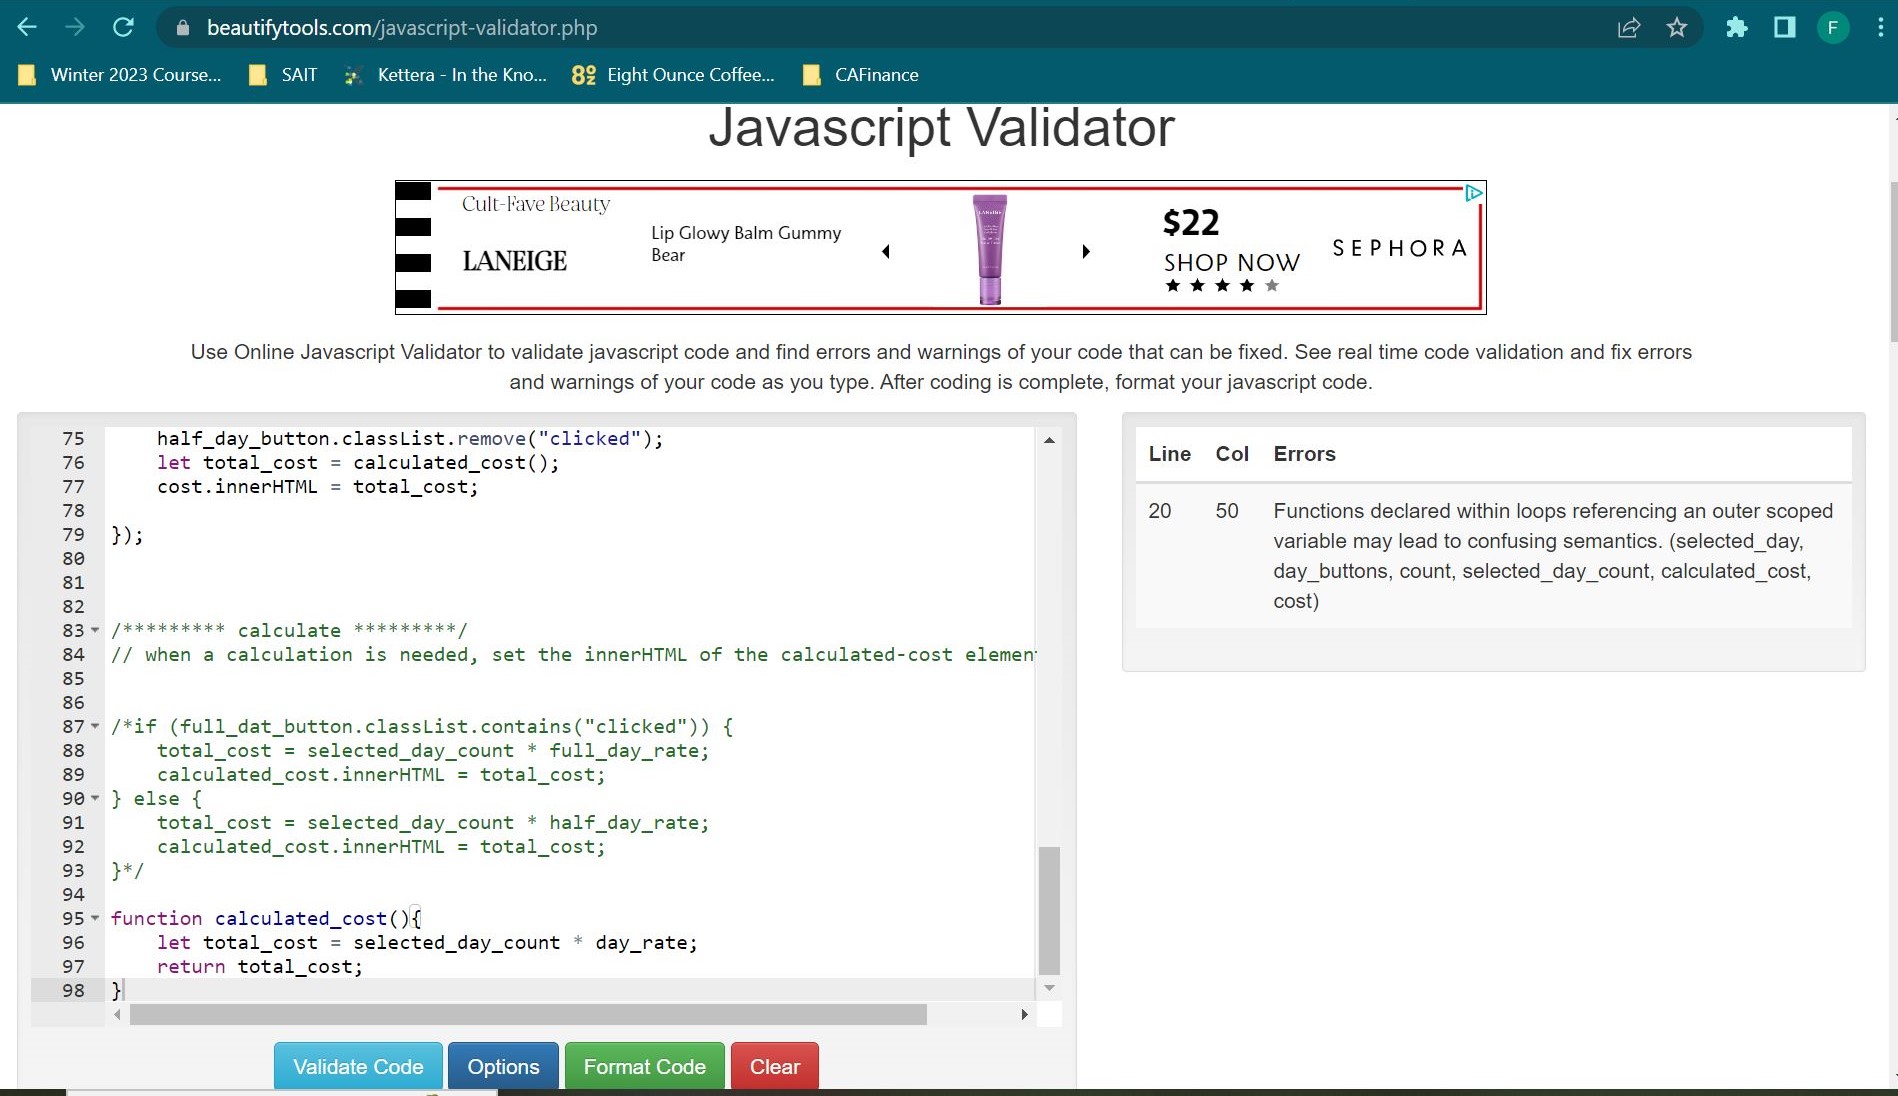 beautifytools.com/javascript-validator.php
F
Winter 2023 Course...
SAIT
Kettera - In the Kno...
8oz Eight Ounce Coffee...
CAFinance
Javascript Validator
Cult-Fave Beauty
LANEIGE
Lip Glowy Balm Gummy
Bear
LANEIGE
$22
SHOP NOW
SEPHORA
Use Online Javascript Validator to validate javascript code and find errors and warnings of your code that can be fixed. See real time code validation and fix errors
and warnings of your code as you type. After coding is complete, format your javascript code.
75 half_day_button.classList.remove("clicked");
76 let total_cost = calculated_cost();
77 cost.innerHTML = total_cost;
78
79 });
80
81
82
83 /********* calculate *********/
84 // when a calculation is needed, set the innerHTML of the calculated-cost elemen
85
86
87 /*if (full_dat_button.classList.contains("clicked")) {
88 total_cost = selected_day_count * full_day_rate;
89 calculated_cost.innerHTML = total_cost;
90 } else {
91 total_cost = selected_day_count * half_day_rate;
92 calculated_cost.innerHTML = total_cost;
93 }*/
94
95 function calculated_cost(){
96 let total_cost = selected_day_count * day_rate;
97 return total_cost;
98 }
Line Col Errors
20 50 Functions declared within loops referencing an outer scoped
variable may lead to confusing semantics. (selected_day,
day_buttons, count, selected_day_count, calculated_cost,
cost)
Validate Code
Options
Format Code
Clear